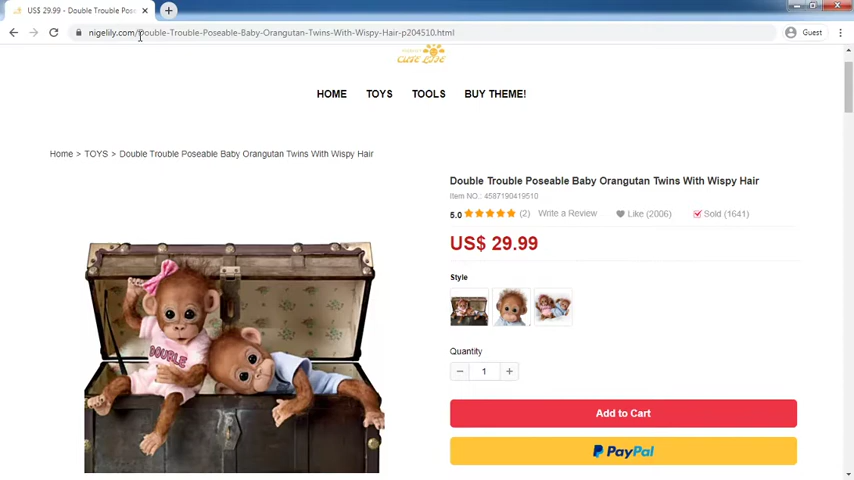 US$ 29.99 - Double Trouble Pose
nigelily.com/Double-Trouble-Poseable-Baby-Orangutan-Twins-With-Wispy-Hair-p204510.html
Guest
CUTE LINE
HOME TOYS TOOLS BUY THEME!
Home > TOYS > Double Trouble Poseable Baby Orangutan Twins With Wispy Hair
Double Trouble Poseable Baby Orangutan Twins With Wispy Hair
Item NO.: 4587190419510
5.0 (2) Write a Review Like (2006) Sold (1641)
US$ 29.99
Style
DOUBLE
Quantity
1
Add to Cart
PayPal